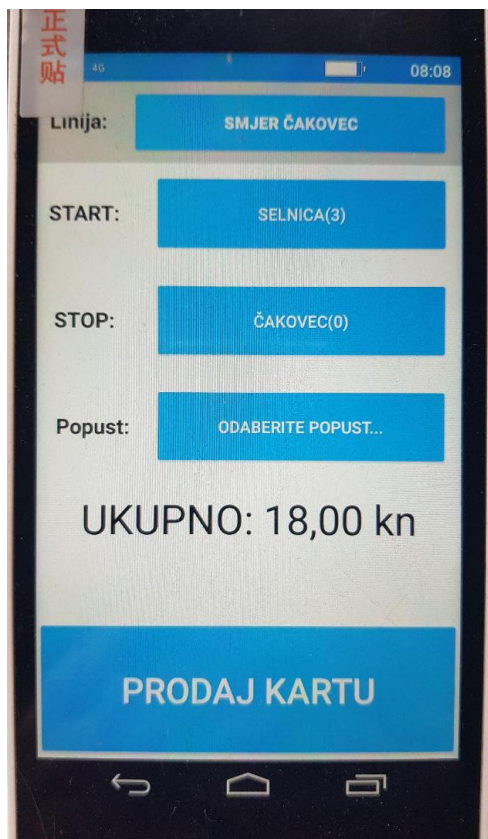 正式贴
4G
08:08
Linija:
SMJER ČAKOVEC
START:
SELNICA(3)
STOP:
ČAKOVEC(0)
Popust:
ODABERITE POPUST...
UKUPNO: 18,00 kn
PRODAJ KARTU